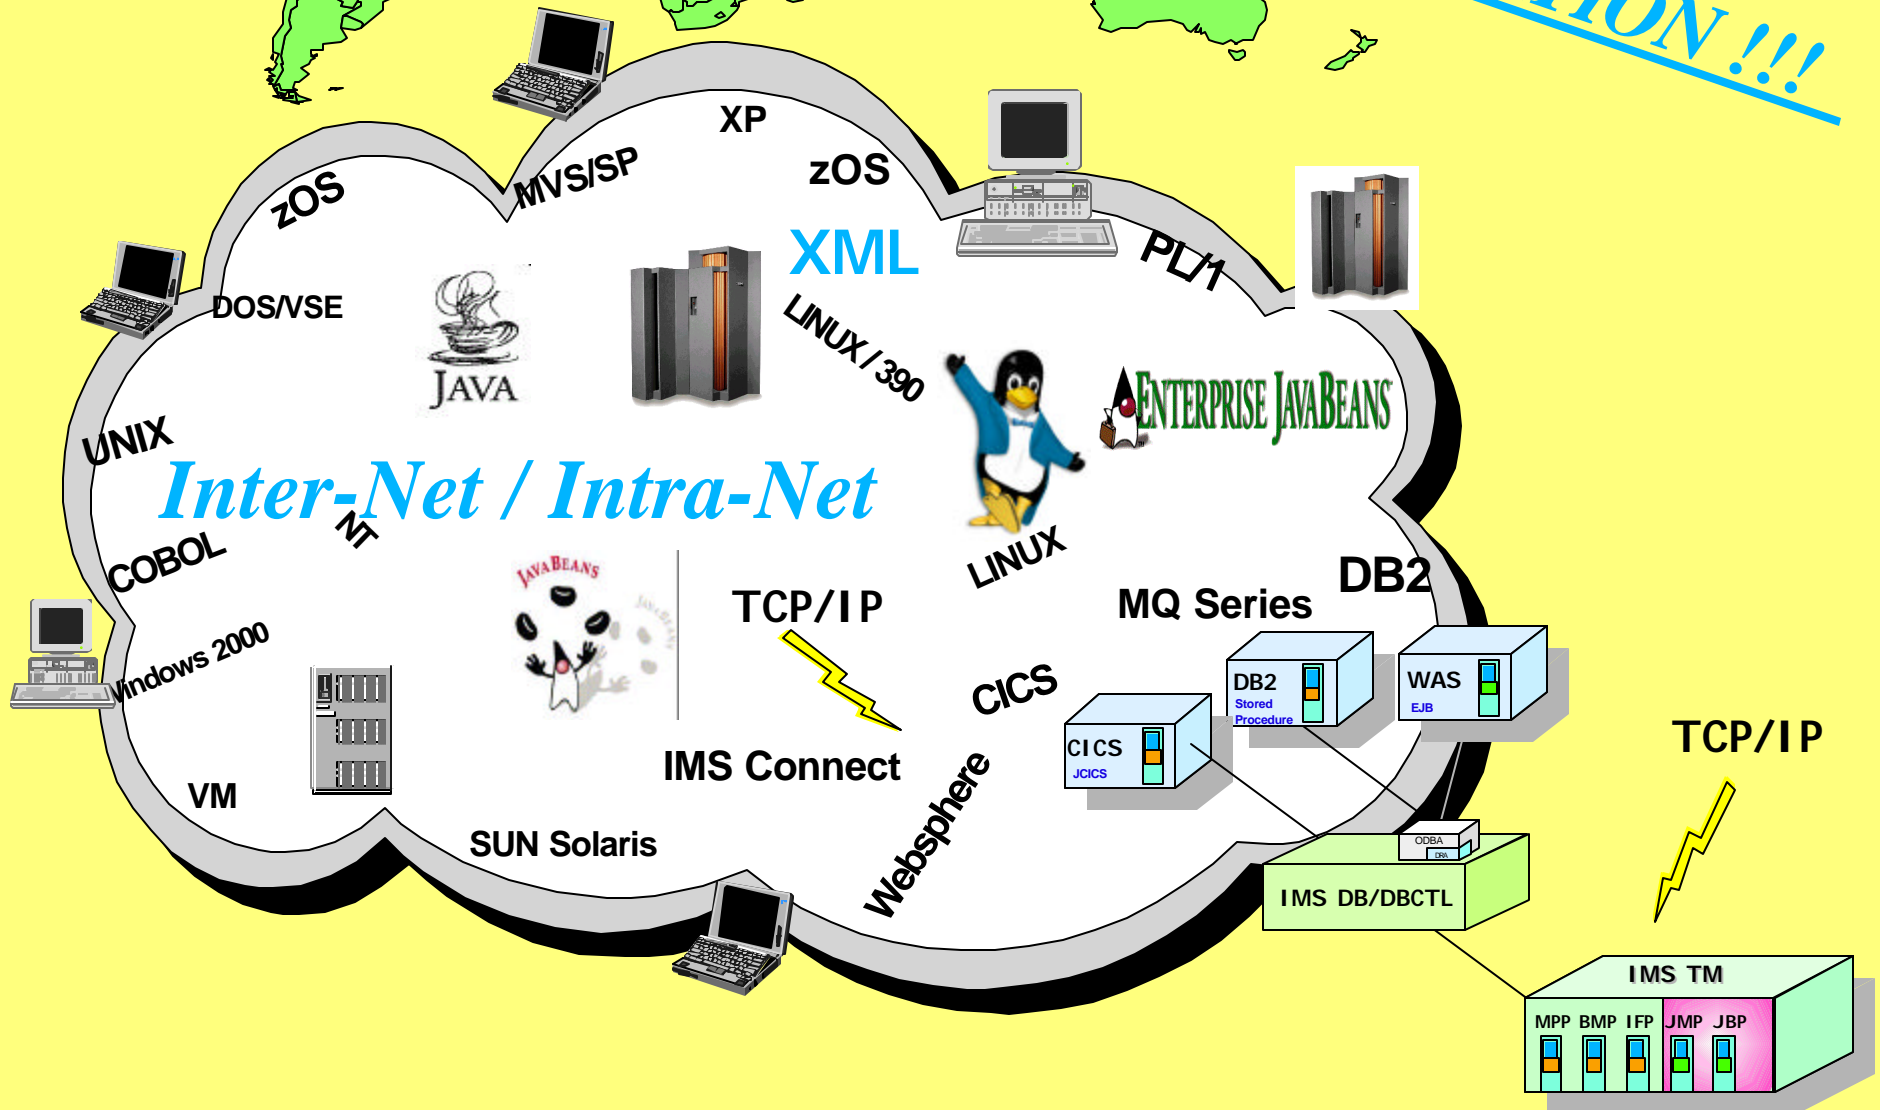 !!!
XP
MVS/SP
zOS
zOS
XML
PL/1
DOS/VSE
JAVA
LINUX / 390
ENTERPRISE JAVABEANS
UNIX
Inter-Net / Intra-Net
NT
COBOL
LINUX
DB2
JAVABEANS
JAVABEANS
TCP/IP
MQ Series
Windows 2000
CICS
DB2
Stored
Procedure
WAS
EJB
CICS
JCICS
TCP/IP
IMS Connect
VM
Websphere
SUN Solaris
ODBA
DRA
IMS DB/DBCTL
IMS TM
MPP BMP IFP JMP JBP